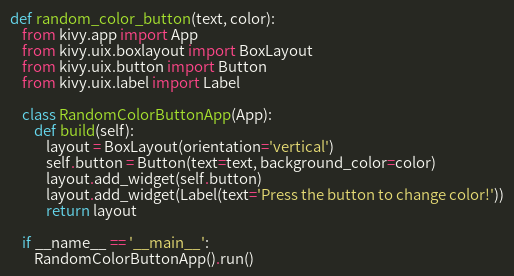 def random_color_button(text, color):
    from kivy.app import App
    from kivy.uix.boxlayout import BoxLayout
    from kivy.uix.button import Button
    from kivy.uix.label import Label

    class RandomColorButtonApp(App):
        def build(self):
            layout = BoxLayout(orientation='vertical')
            self.button = Button(text=text, background_color=color)
            layout.add_widget(self.button)
            layout.add_widget(Label(text='Press the button to change color!'))
            return layout

    if __name__ == '__main__':
        RandomColorButtonApp().run()